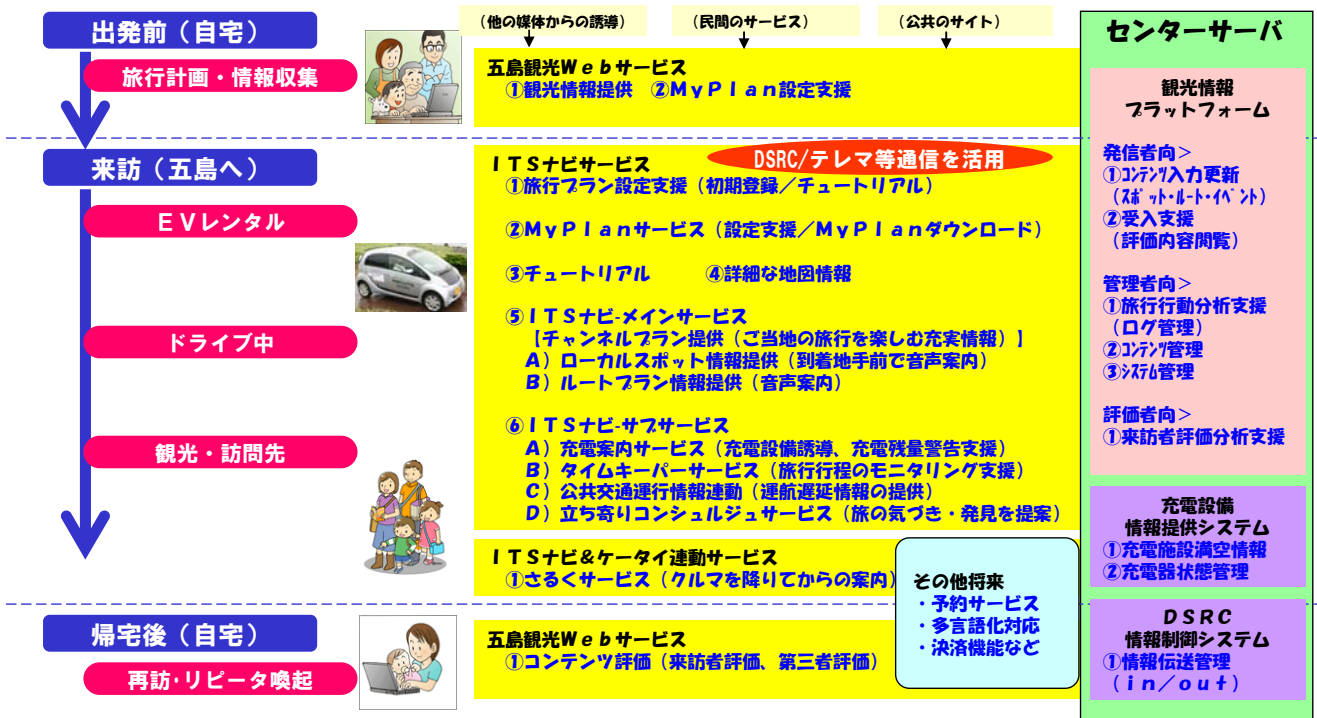 出発前（自宅）
旅行計画・情報収集
（他の媒体からの誘導）
（民間のサービス）
（公共のサイト）
五島観光Ｗｅｂサービス
①観光情報提供　②ＭｙＰｌａｎ設定支援
来訪（五島へ）
ＥＶレンタル
ドライブ中
観光・訪問先
ＩＴＳナビサービス
DSRC/テレマ等通信を活用
①旅行プラン設定支援（初期登録／チュートリアル）
②ＭｙＰｌａｎサービス（設定支援／ＭｙＰｌａｎダウンロード）
③チュートリアル　④詳細な地図情報
⑤ＩＴＳナビ-メインサービス
【チャンネルプラン提供（ご当地の旅行を楽しむ充実情報）】
Ａ）ローカルスポット情報提供（到着地手前で音声案内）
Ｂ）ルートプラン情報提供（音声案内）
⑥ＩＴＳナビ-サブサービス
Ａ）充電案内サービス（充電設備誘導、充電残量警告支援）
Ｂ）タイムキーパーサービス（旅行行程のモニタリング支援）
Ｃ）公共交通運行情報連動（運航遅延情報の提供）
Ｄ）立ち寄りコンシュルジュサービス（旅の気づき・発見を提案）
ＩＴＳナビ＆ケータイ連動サービス
①さるくサービス（クルマを降りてからの案内）
その他将来
・予約サービス
・多言語化対応
・決済機能など
帰宅後（自宅）
再訪・リピータ喚起
五島観光Ｗｅｂサービス
①コンテンツ評価（来訪者評価、第三者評価）
センターサーバ
観光情報
プラットフォーム
発信者向＞
①ｺﾝﾃﾝﾂ入力更新
（ｽﾎﾟｯﾄ・ﾙｰﾄ・ｲﾍﾞﾝﾄ）
②受入支援
（評価内容閲覧）
管理者向＞
①旅行行動分析支援
（ログ管理）
②ｺﾝﾃﾝﾂ管理
③ｼｽﾃﾑ管理
評価者向＞
①来訪者評価分析支援
充電設備
情報提供システム
①充電施設満空情報
②充電器状態管理
ＤＳＲＣ
情報制御システム
①情報伝送管理
（ｉｎ／ｏｕｔ）